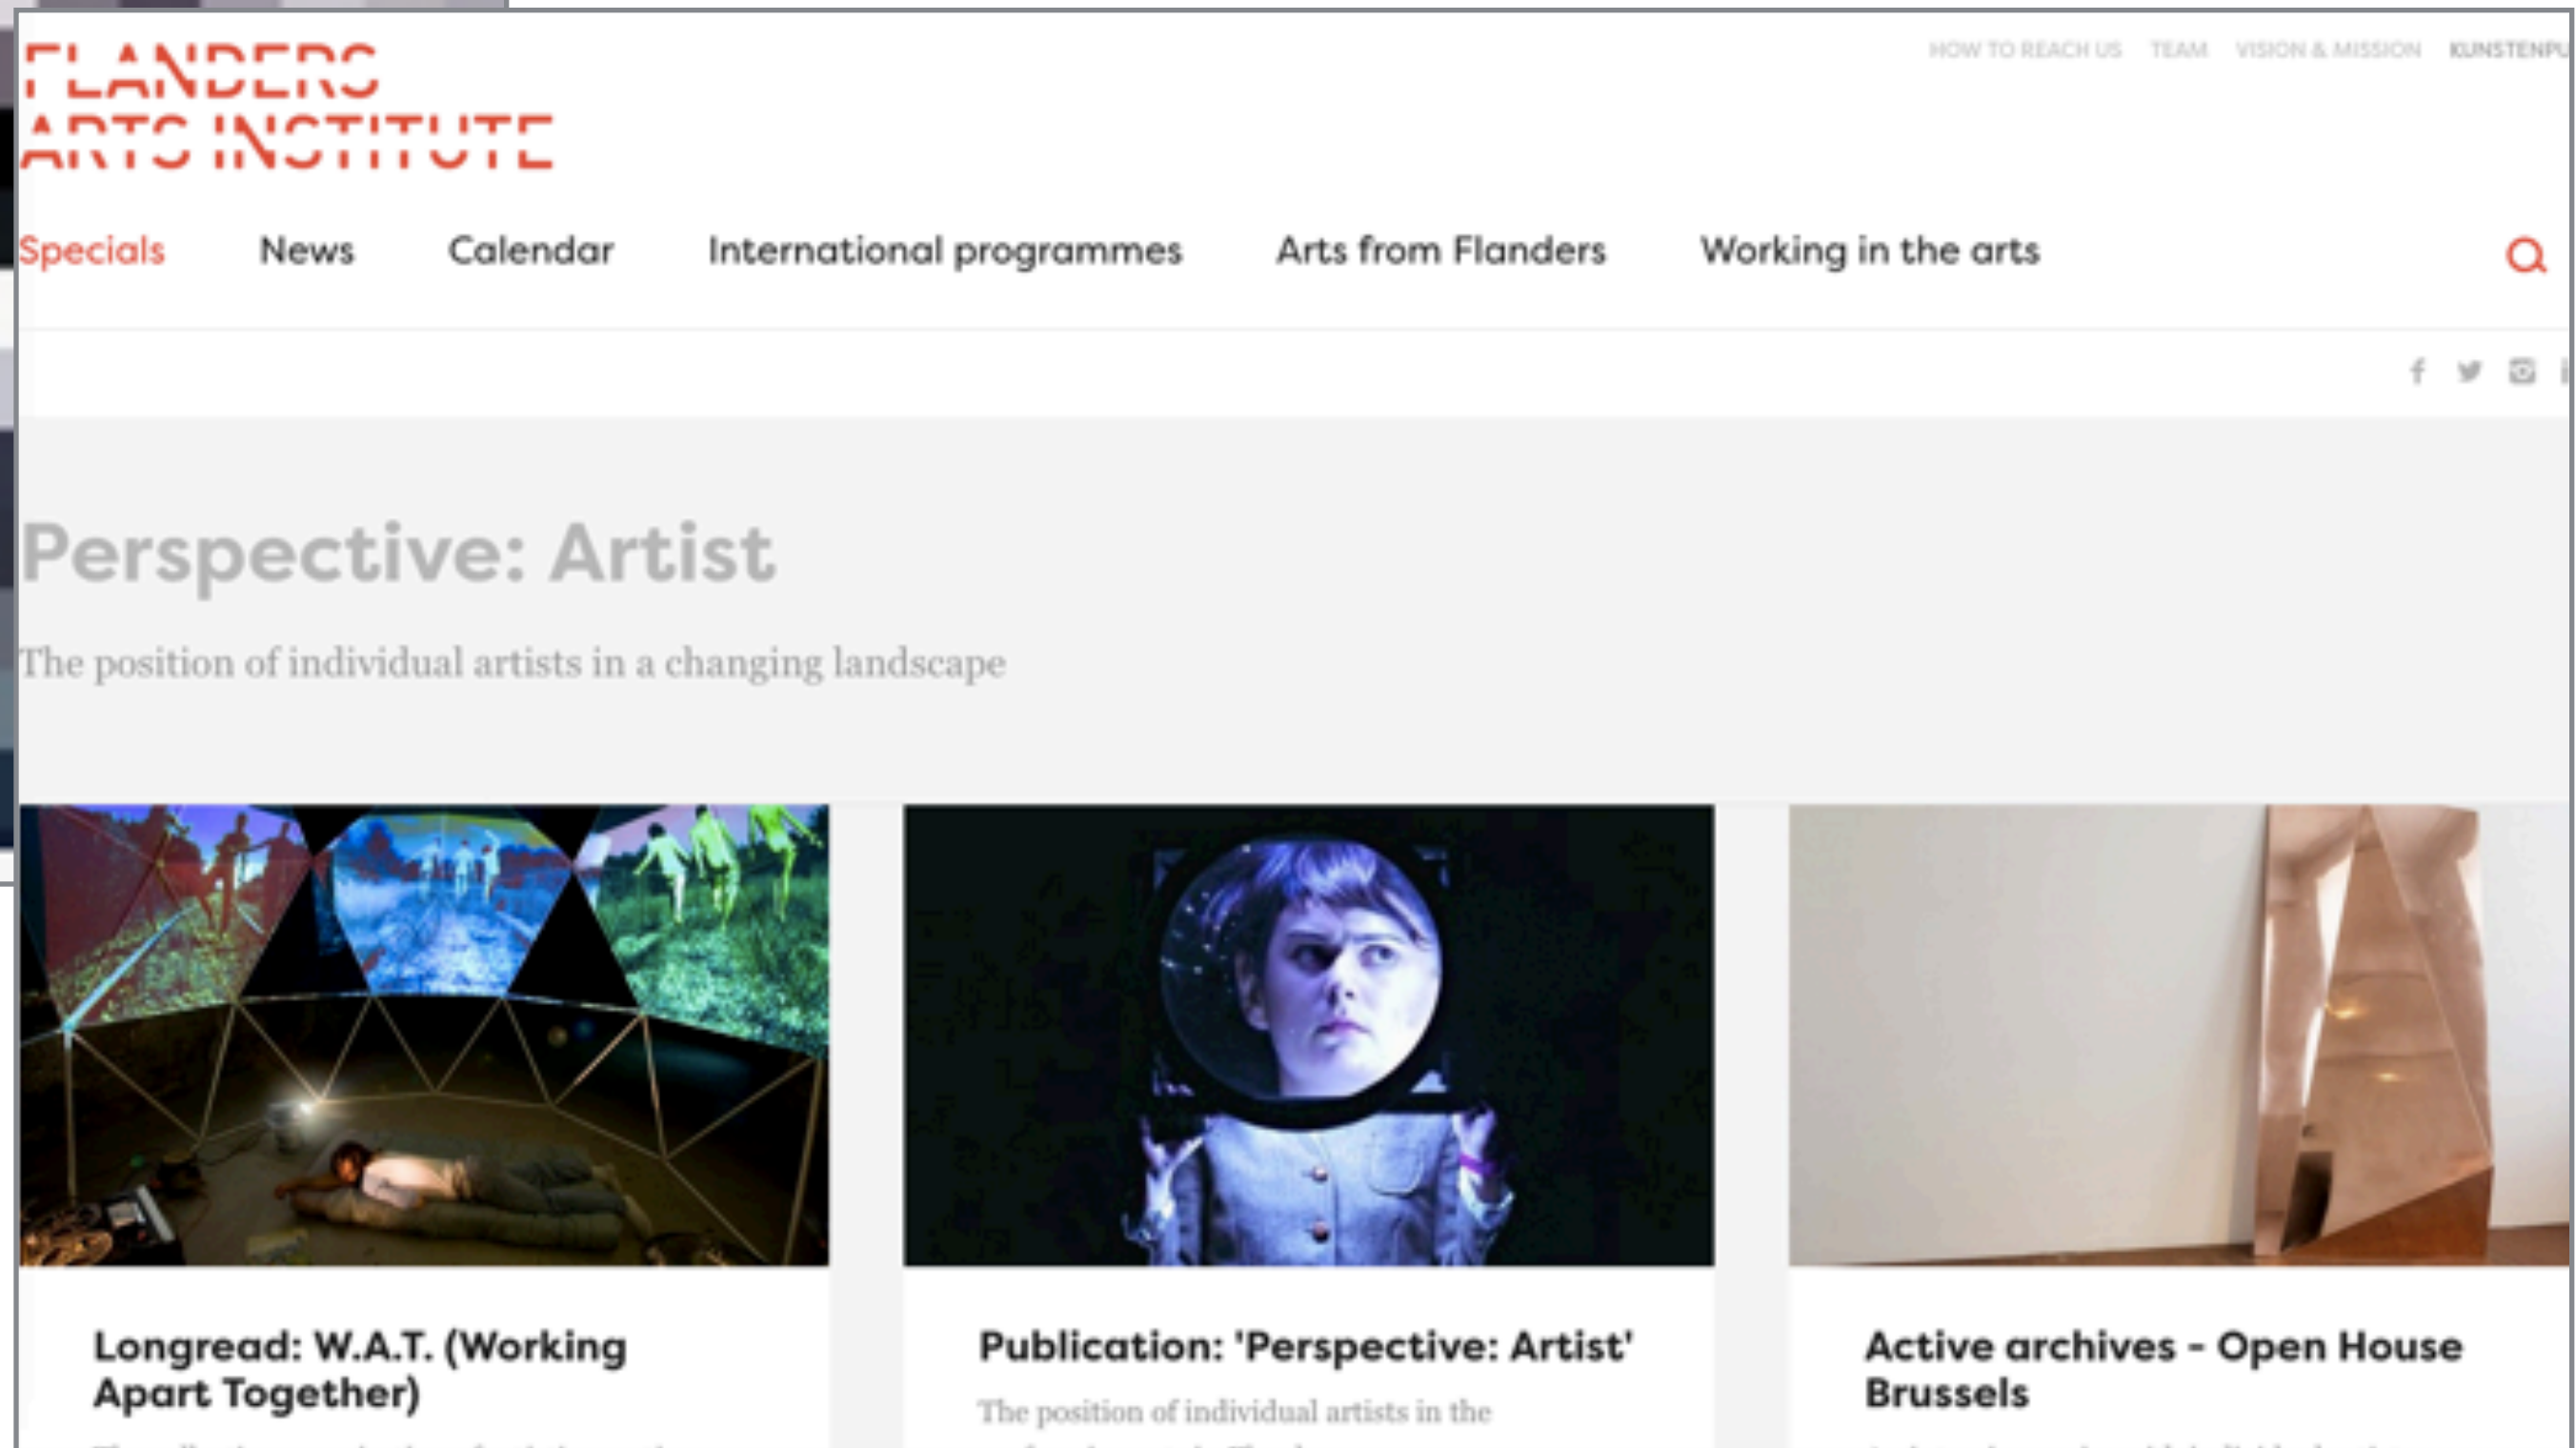 FLANDERS
ARTS INSTITUTE
HOW TO REACH US TEAM VISION & MISSION KUNSTENPU
Specials News Calendar International programmes Arts from Flanders Working in the arts
Perspective: Artist
The position of individual artists in a changing landscape
Longread: W.A.T. (Working
Apart Together)
Publication: 'Perspective: Artist'
The position of individual artists in the
Active archives - Open House
Brussels